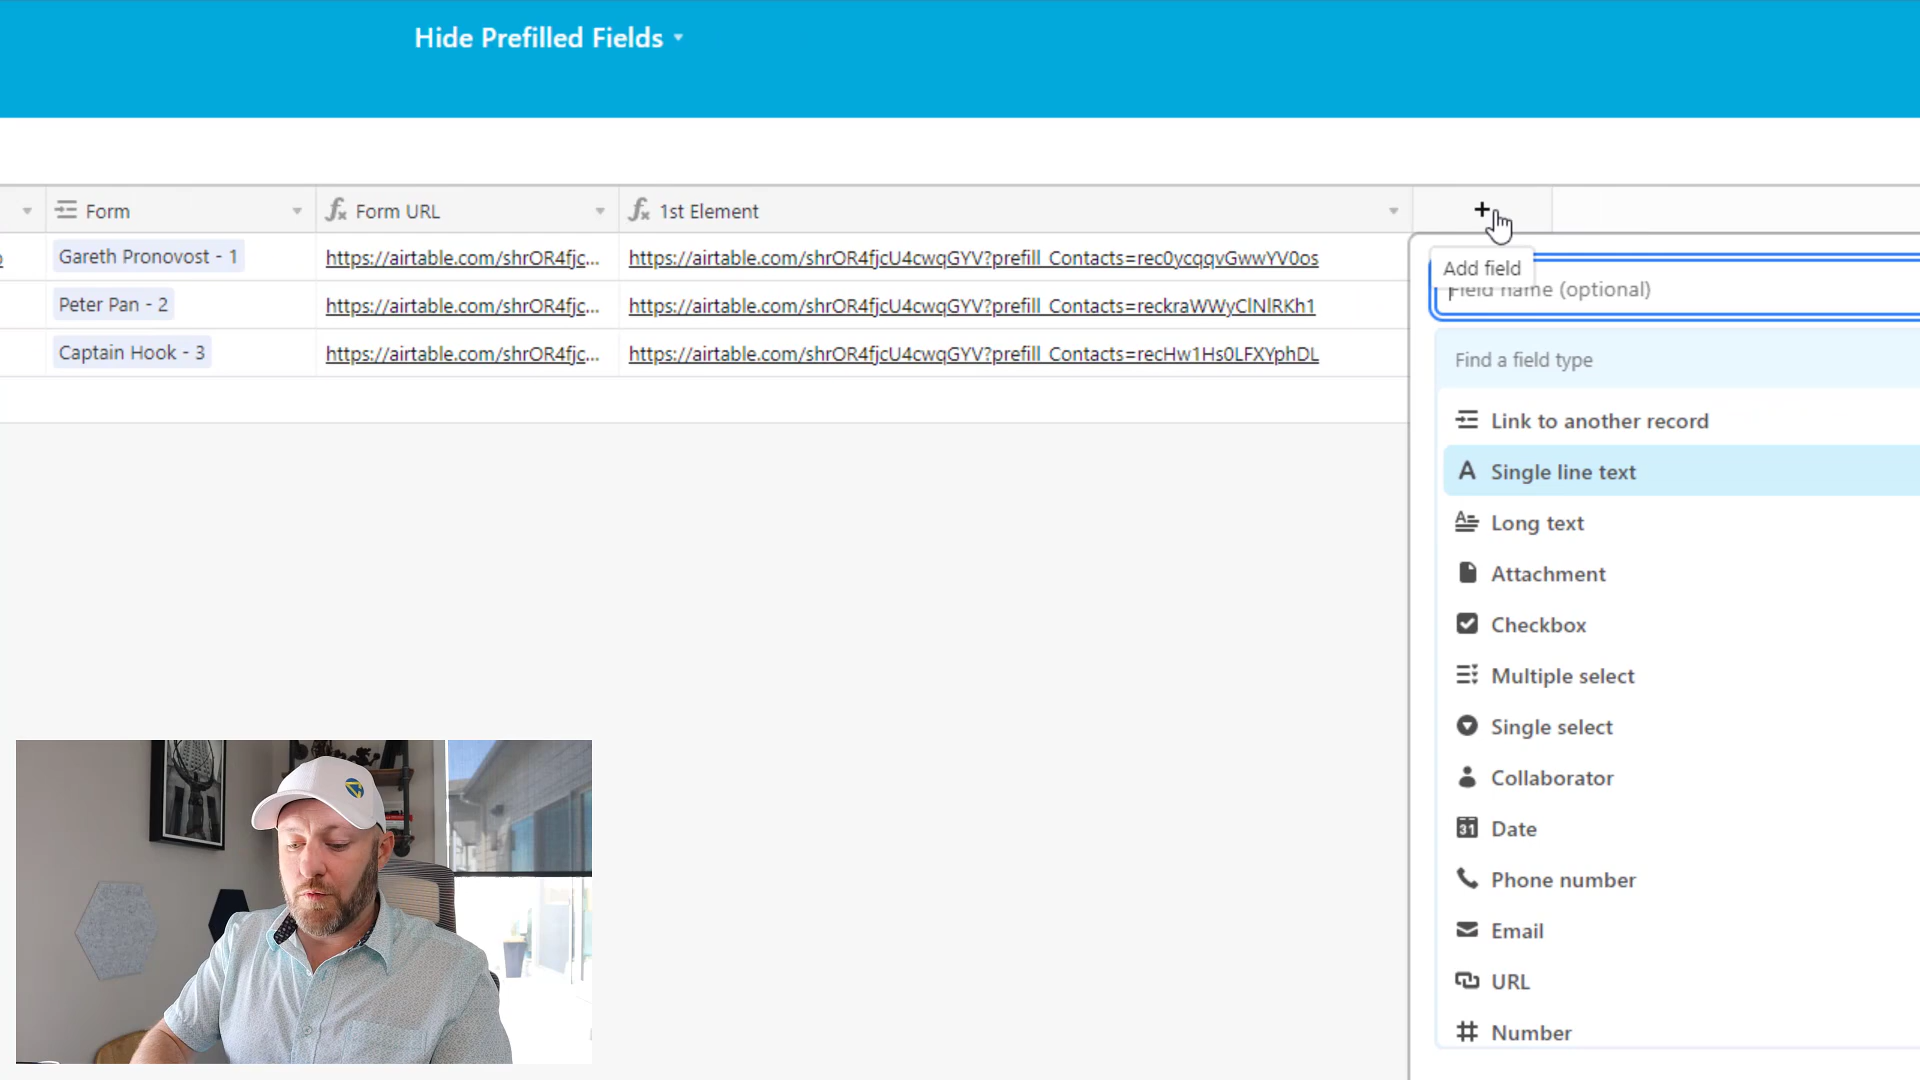 Hide Prefilled Fields
Form
Form URL
1st Element
Gareth Pronovost - 1
https://airtable.com/shrOR4fjc...
https://airtable.com/shrOR4fjcU4cwqGYV?prefill_Contacts=rec0ycqqvGwwYV0os
Peter Pan - 2
https://airtable.com/shrOR4fjc...
https://airtable.com/shrOR4fjcU4cwqGYV?prefill_Contacts=reckraWWyClNlRKh1
Captain Hook - 3
https://airtable.com/shrOR4fjc...
https://airtable.com/shrOR4fjcU4cwqGYV?prefill_Contacts=recHw1Hs0LFXYphDL
Add field
Field name (optional)
Find a field type
Link to another record
Single line text
Long text
Attachment
Checkbox
Multiple select
Single select
Collaborator
Date
Phone number
Email
URL
Number